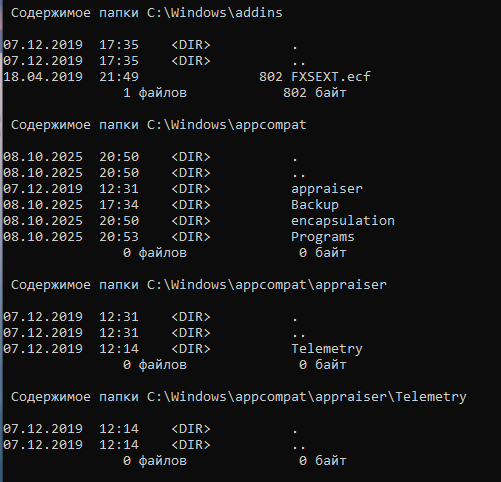 Содержимое папки C:\Windows\addins
07.12.2019  17:35    <DIR>          .
07.12.2019  17:35    <DIR>          ..
18.04.2019  21:49               802 FXSEXT.ecf
               1 файлов            802 байт
Содержимое папки C:\Windows\appcompat
08.10.2025  20:50    <DIR>          .
08.10.2025  20:50    <DIR>          ..
07.12.2019  12:31    <DIR>          appraiser
08.10.2025  17:34    <DIR>          Backup
08.10.2025  20:50    <DIR>          encapsulation
08.10.2025  20:53    <DIR>          Programs
               0 файлов              0 байт
Содержимое папки C:\Windows\appcompat\appraiser
07.12.2019  12:31    <DIR>          .
07.12.2019  12:31    <DIR>          ..
07.12.2019  12:14    <DIR>          Telemetry
               0 файлов              0 байт
Содержимое папки C:\Windows\appcompat\appraiser\Telemetry
07.12.2019  12:14    <DIR>          .
07.12.2019  12:14    <DIR>          ..
               0 файлов              0 байт